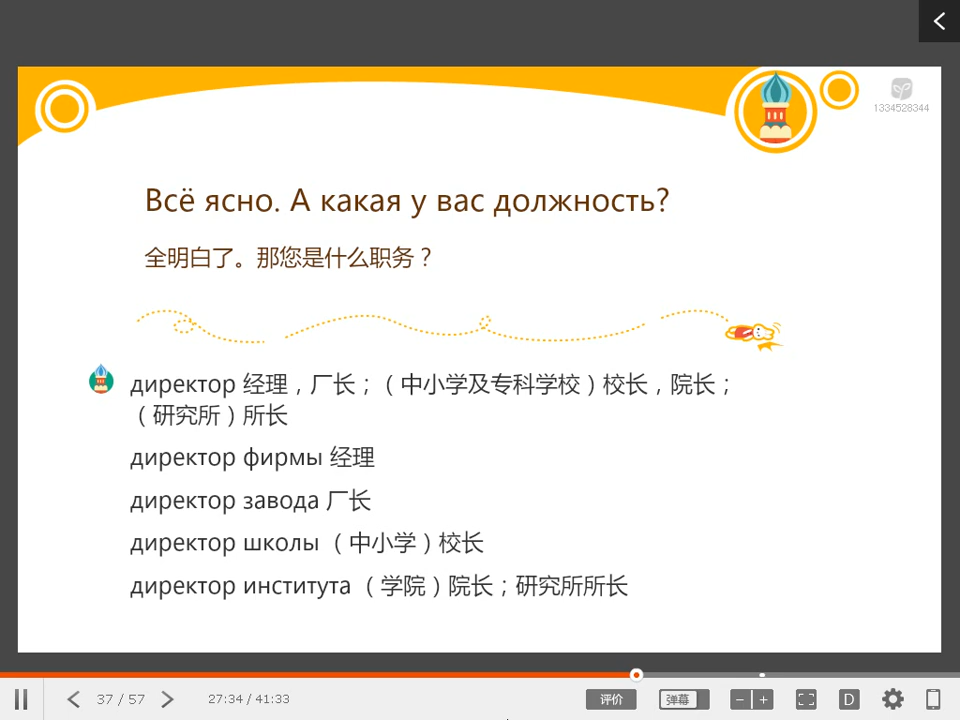 1334528344
Всё ясно. А какая у вас должность?
全明白了。那您是什么职务？
директор 经理，厂长；（中小学及专科学校）校长，院长；
（研究所）所长
директор фирмы 经理
директор завода 厂长
директор школы （中小学）校长
директор института （学院）院长；研究所所长
37 / 57
27:34 / 41:33
评价
弹幕
D